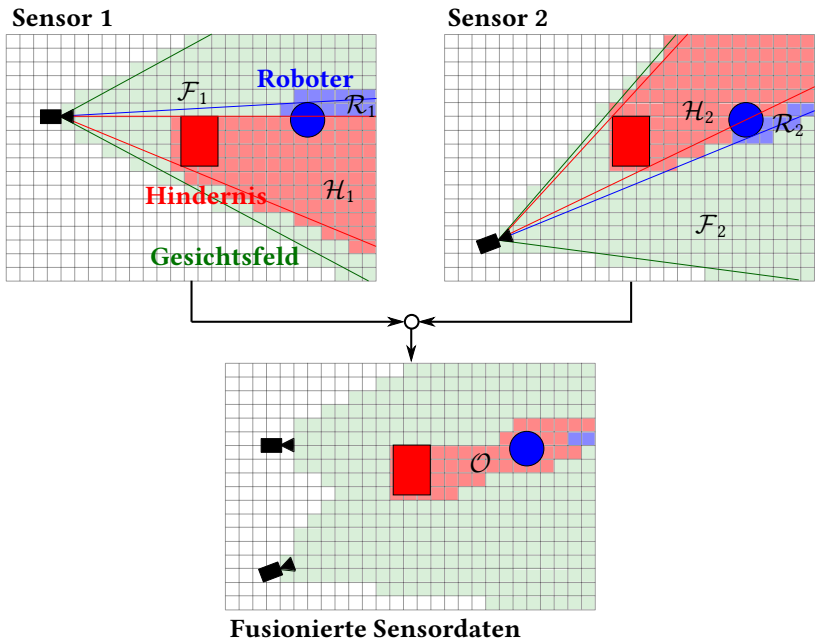 Sensor 1
Sensor 2
Roboter
ℱ₁
ℛ₁
ℋ₁
Hindernis
Gesichtsfeld
ℋ₂
ℛ₂
ℱ₂
𝒪
Fusionierte Sensordaten